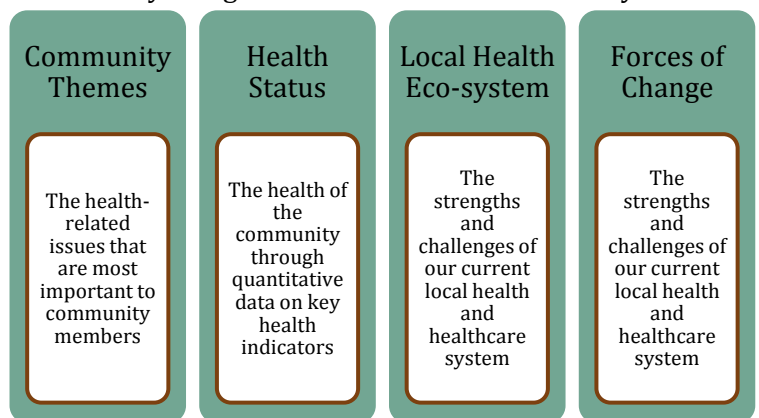 Community
Themes
The health-
related
issues that
are most
important to
community
members
Health
Status
The health of
the
community
through
quantitative
data on key
health
indicators
Local Health
Eco-system
The
strengths
and
challenges of
our current
local health
and
healthcare
system
Forces of
Change
The
strengths
and
challenges of
our current
local health
and
healthcare
system